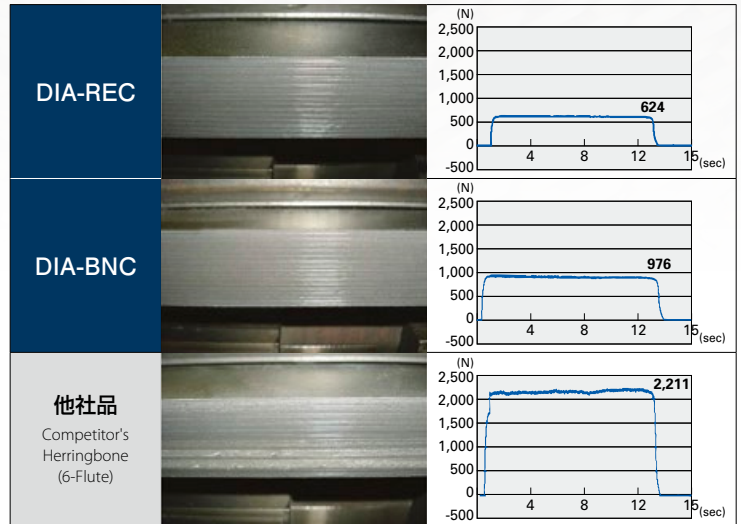 DIA-REC
(N)
2,500
2,000
1,500
1,000
500
0
-500
624
4 8 12 15 (sec)
DIA-BNC
(N)
2,500
2,000
1,500
1,000
500
0
-500
976
4 8 12 15 (sec)
他社品
Competitor's
Herringbone
(6-Flute)
(N)
2,500
2,000
1,500
1,000
500
0
-500
2,211
4 8 12 15 (sec)